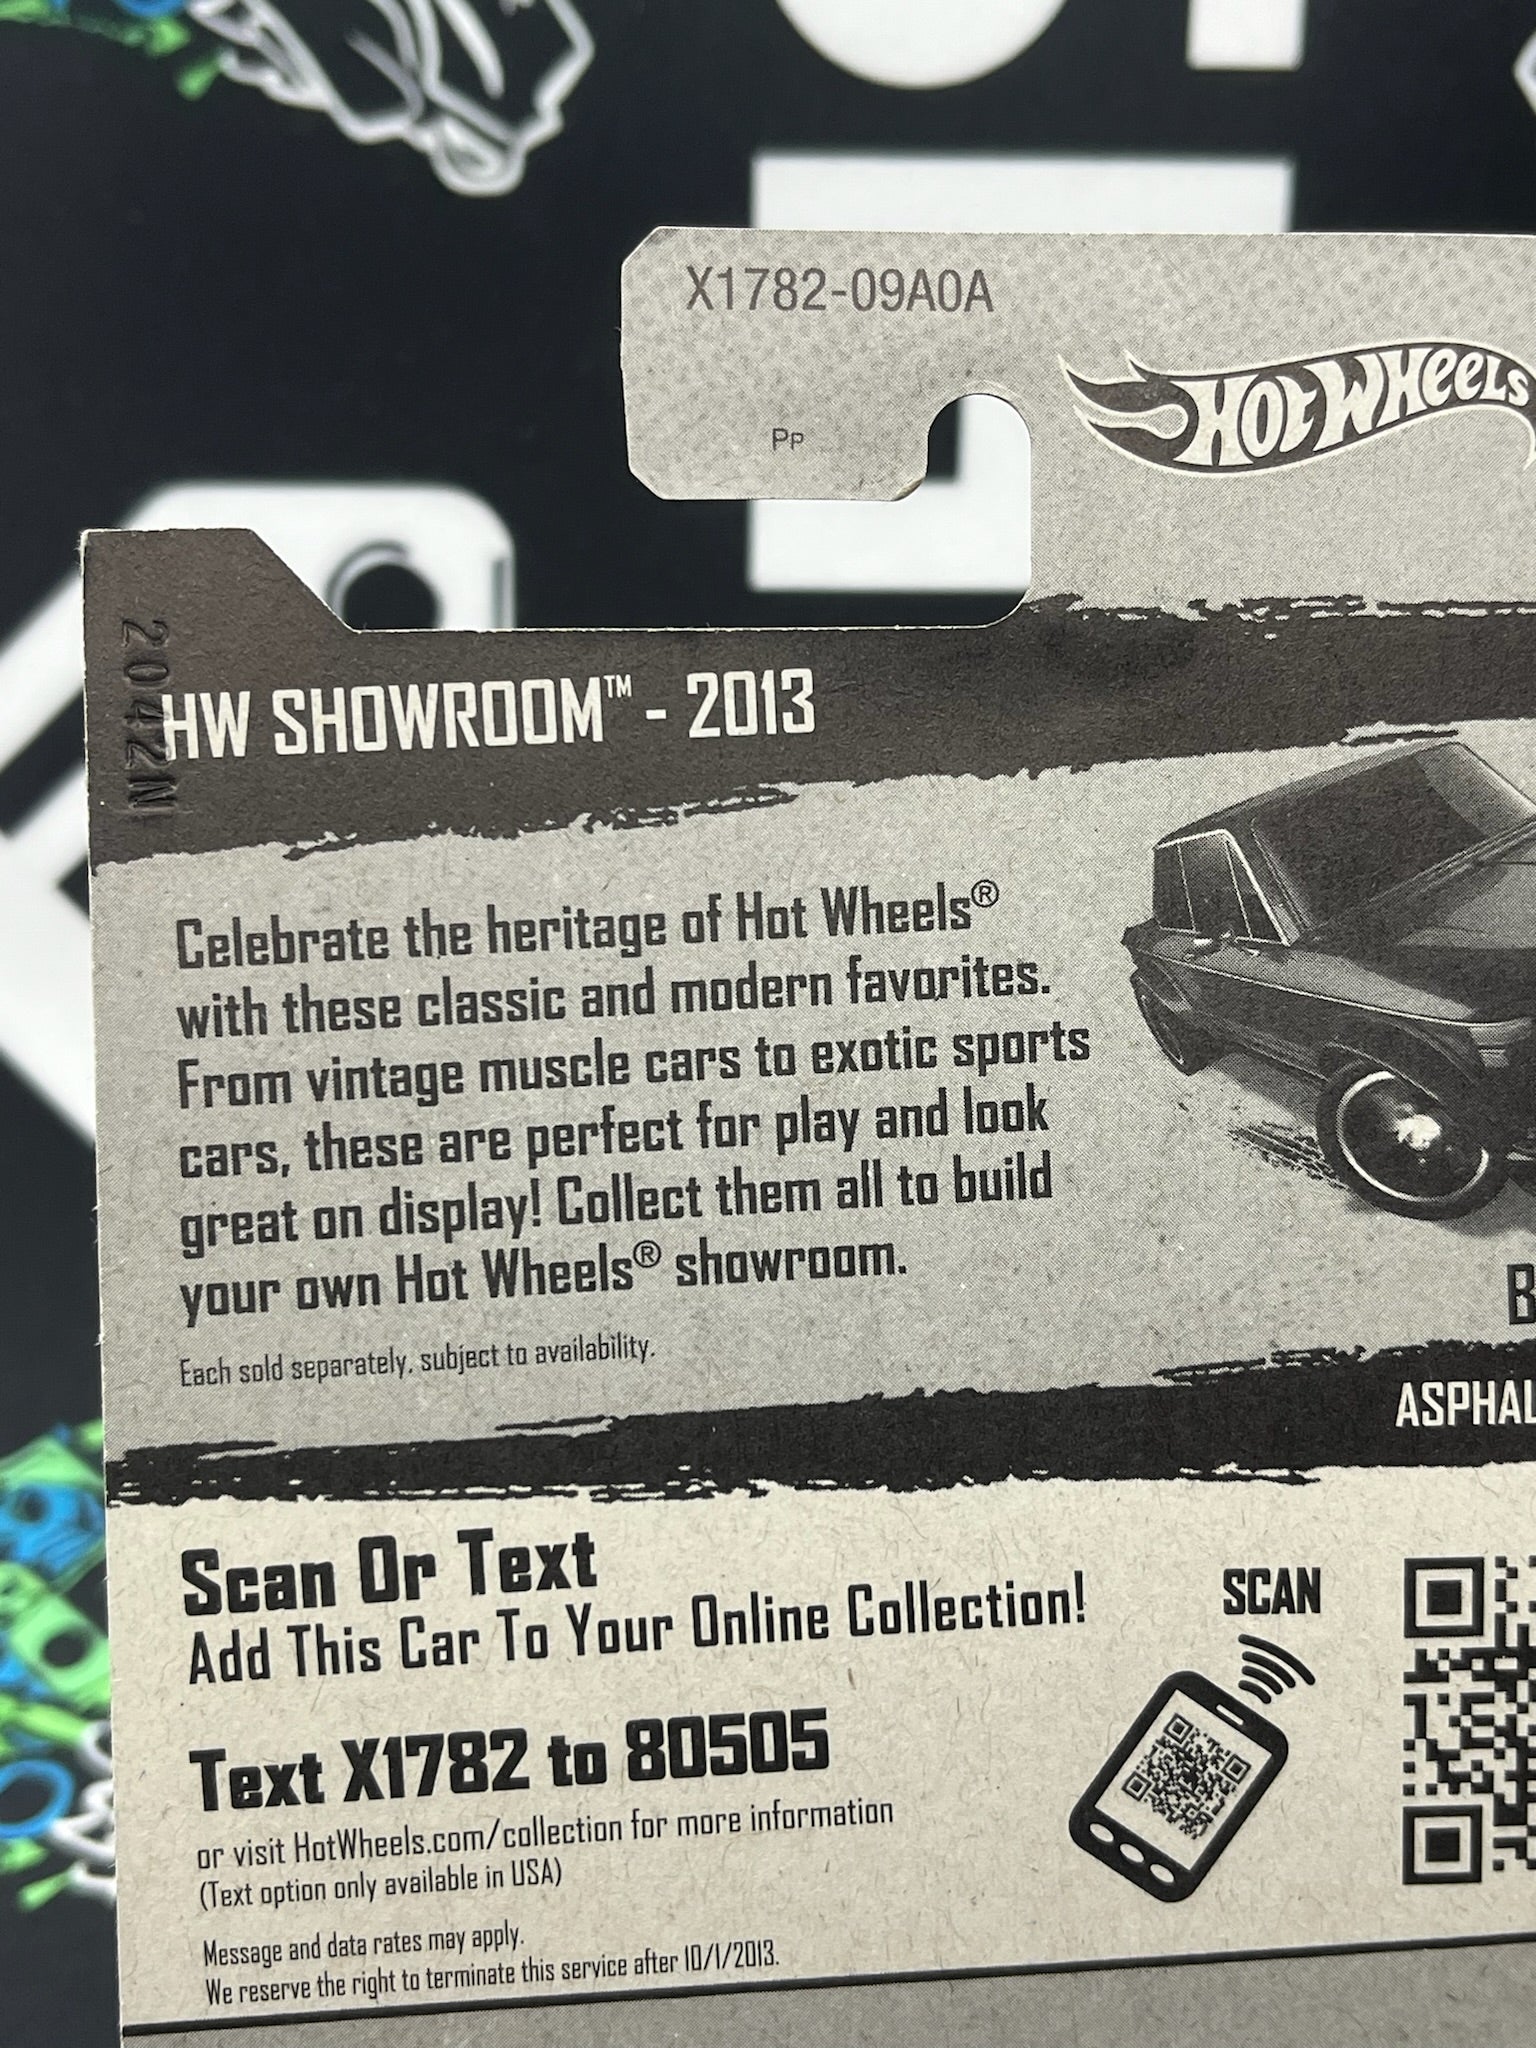 X1782-09A0A
HOT WHEELS
Pp
2042N
HW SHOWROOM™ - 2013
Celebrate the heritage of Hot Wheels®
with these classic and modern favorites.
From vintage muscle cars to exotic sports
cars, these are perfect for play and look
great on display! Collect them all to build
your own Hot Wheels® showroom.
Each sold separately, subject to availability.
B
ASPHAL
Scan Or Text
Add This Car To Your Online Collection!
SCAN
Text X1782 to 80505
or visit HotWheels.com/collection for more information
(Text option only available in USA)
Message and data rates may apply.
We reserve the right to terminate this service after 10/1/2013.